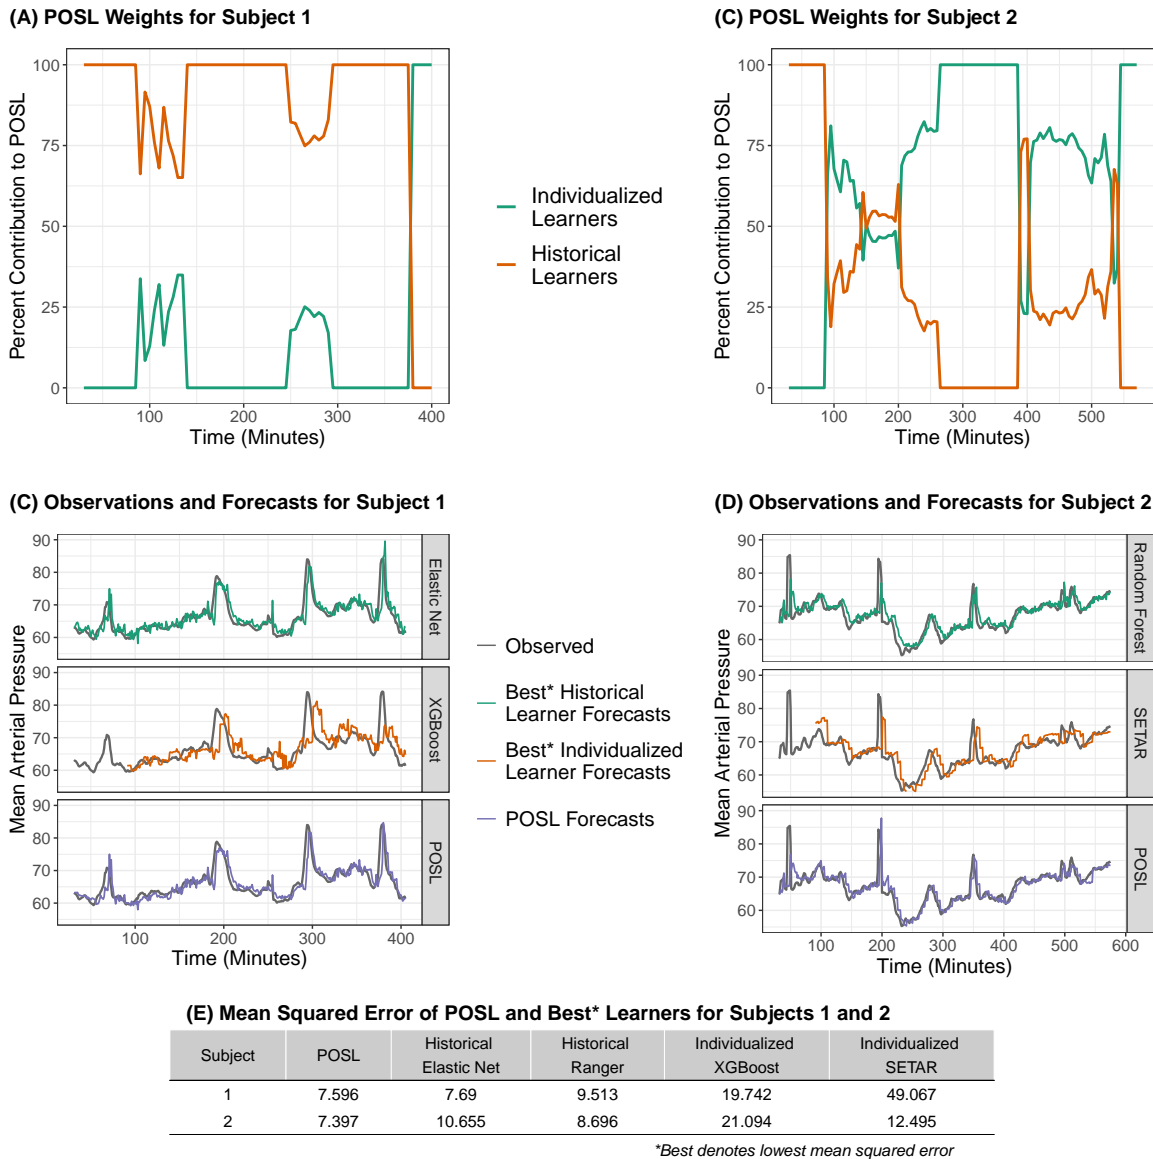 (A) POSL Weights for Subject 1
Percent Contribution to POSL
100
75
50
25
0
100
200
300
400
Time (Minutes)
Individualized
Learners
Historical
Learners
(C) POSL Weights for Subject 2
Percent Contribution to POSL
100
75
50
25
0
100
200
300
400
500
Time (Minutes)
(C) Observations and Forecasts for Subject 1
Mean Arterial Pressure
90
80
70
60
Elastic Net
90
80
70
60
XGBoost
90
80
70
60
POSL
100
200
300
400
Time (Minutes)
Observed
Best* Historical
Learner Forecasts
Best* Individualized
Learner Forecasts
POSL Forecasts
(D) Observations and Forecasts for Subject 2
Mean Arterial Pressure
90
80
70
60
Random Forest
90
80
70
60
SETAR
90
80
70
60
POSL
100
200
300
400
500
600
Time (Minutes)
(E) Mean Squared Error of POSL and Best* Learners for Subjects 1 and 2
Subject POSL Historical Elastic Net Historical Ranger Individualized XGBoost Individualized SETAR
1 7.596 7.69 9.513 19.742 49.067
2 7.397 10.655 8.696 21.094 12.495
*Best denotes lowest mean squared error